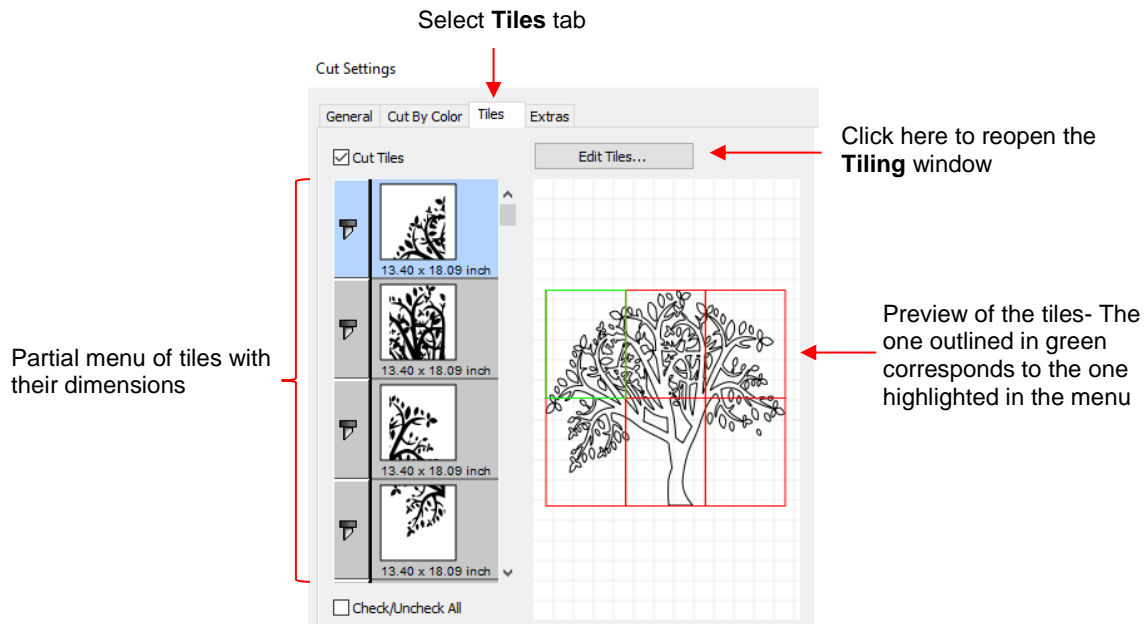 Select Tiles tab
Cut Settings
General
Cut By Color
Tiles
Extras
Cut Tiles
Edit Tiles...
Click here to reopen the
Tiling window
13.40 x 18.09 inch
13.40 x 18.09 inch
13.40 x 18.09 inch
13.40 x 18.09 inch
Partial menu of tiles with
their dimensions
Preview of the tiles- The
one outlined in green
corresponds to the one
highlighted in the menu
Check/Uncheck All